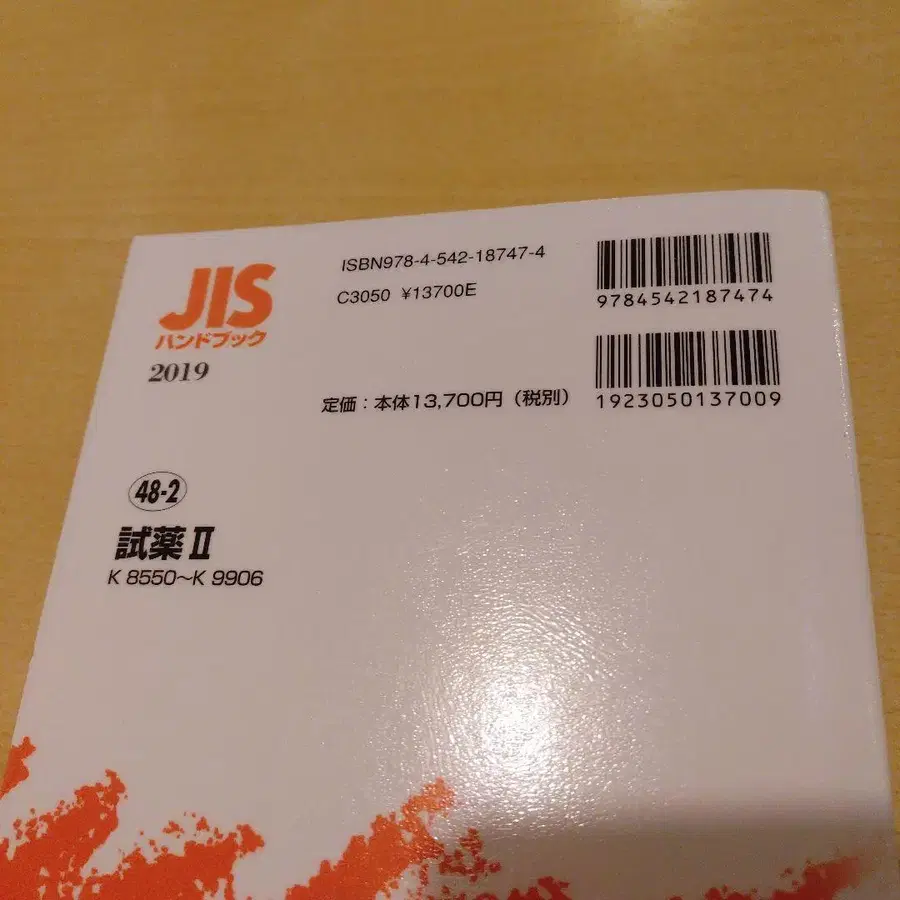 JIS
ハンドブック
2019
ISBN978-4-542-18747-4
C3050 ¥13700E
定価：本体13,700円（税別）
9784542187474
1923050137009
48-2
試薬Ⅱ
K 8550～K 9906